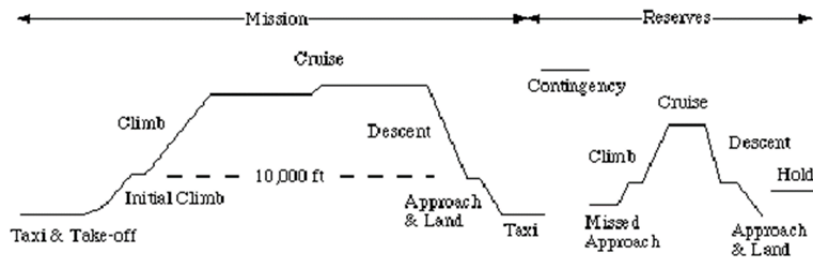 Mission
Reserves
Cruise
Contingency
Cruise
Climb
Descent
Climb
Descent
10,000 ft
Hold
Initial Climb
Approach
& Land
Taxi & Take-off
Taxi
Missed
Approach
Approach
& Land